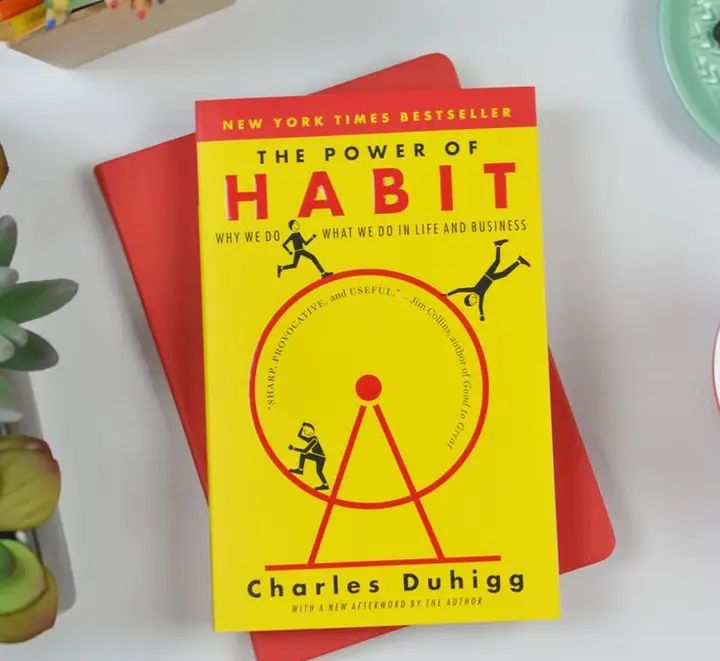 NEW YORK TIMES BESTSELLER
THE POWER OF
HABIT
WHY WE DO WHAT WE DO IN LIFE AND BUSINESS
"SHARP, PROVOCATIVE, and USEFUL." –Jim Collins, author of Good to Great
Charles Duhigg
WITH A NEW AFTERWORD BY THE AUTHOR